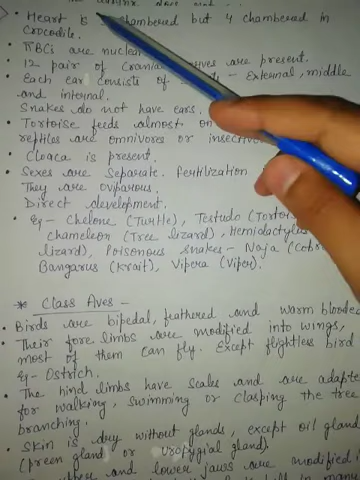 • Heart is chambered but 4 chambered in
Crocodile.
• RBCs are nuclea
• 12 pair of Cranial ves are present.
• Each ear consists of – External, middle
and internal.
Snakes do not have ears.
• Tortoise feeds almost on
reptiles are omnivores or insectiv
• Cloaca is present.
• Sexes are separate. Fertilization
They are oviparous.
Direct development.
• Eg – Chelone (Turtle), Testudo (Tortoi
Chameleon (Tree lizard), Hemidactylus
lizard), Poisonous snakes – Naja (Cobr
Bangarus (Krait), Vipera (Viper).
* Class Aves –
• Birds are bipedal, feathered and warm blooded
• Their fore limbs are modified into wings,
most of them can fly. Except flightless bird
Eg – Ostrich.
• The hind limbs have scales and are adapte
for walking, swimming or clasping the tree
branching.
• Skin is dry without glands, except oil gland
(preen gland or Uropygial gland)
and lower jaws are modified i